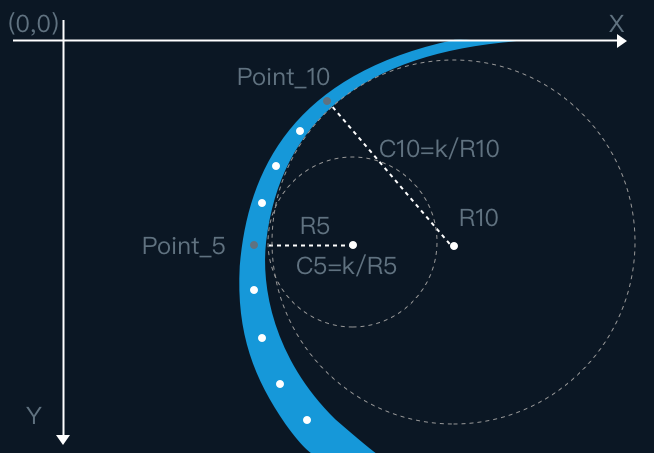 (0,0)
X
Point_10
C10=k/R10
R10
R5
Point_5
C5=k/R5
Y